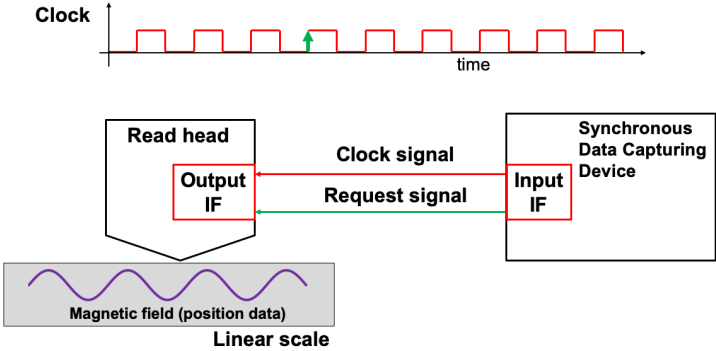 Clock
time
Read head
Output
IF
Clock signal
Request signal
Input
IF
Synchronous
Data Capturing
Device
Magnetic field (position data)
Linear scale